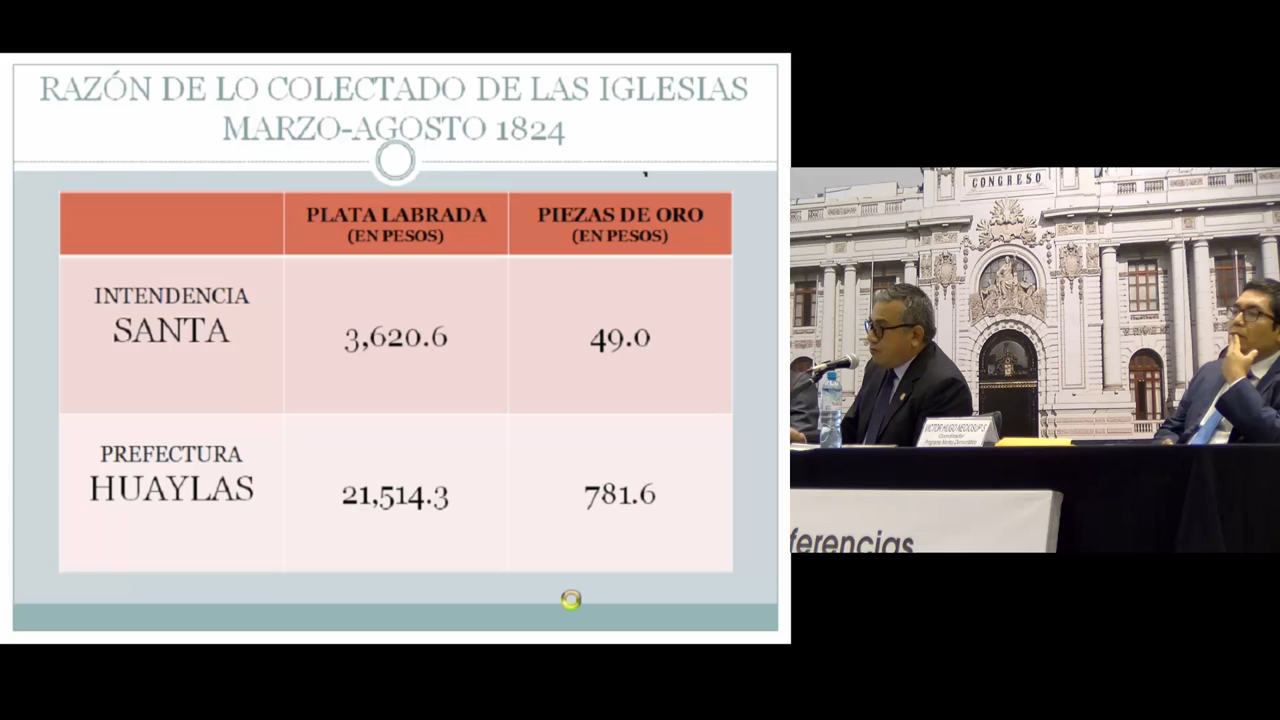 RAZÓN DE LO COLECTADO DE LAS IGLESIAS
MARZO-AGOSTO 1824
PLATA LABRADA
(EN PESOS)
PIEZAS DE ORO
(EN PESOS)
INTENDENCIA
SANTA
3,620.6
49.0
PREFECTURA
HUAYLAS
21,514.3
781.6
CONGRESO
VICTOR HUGO NECIOSUP S.
Coordinador
ferencias